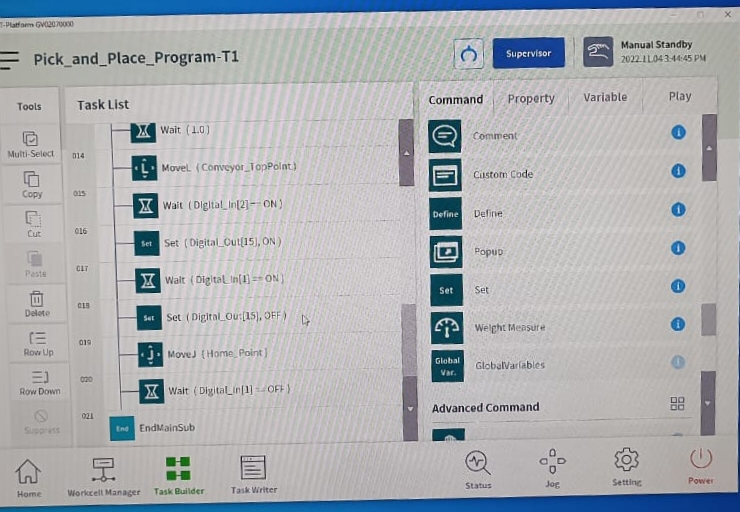 T-Platform GV02070000
Pick_and_Place_Program-T1
Supervisor
Manual Standby
2022.11.04 3:44:45 PM
Tools
Multi-Select
Copy
Cut
Paste
Delete
Row Up
Row Down
Suppress
Task List
Wait (1.0)
014
MoveL (Conveyor_TopPoint)
015
Wait (Digital_In[2]== ON)
016
Set (Digital_Out[15],ON)
017
Wait (Digital_In[1]== ON)
018
Set (Digital_Out[15], OFF)
019
MoveJ (Home_Point)
020
Wait (Digital_In[1]== OFF)
021
End EndMainSub
Command Property Variable Play
Comment
Custom Code
Define Define
Popup
Set Set
Weight Measure
Global Var. GlobalVariables
Advanced Command
Home
Workcell Manager
Task Builder
Task Writer
Status
Jog
Setting
Power